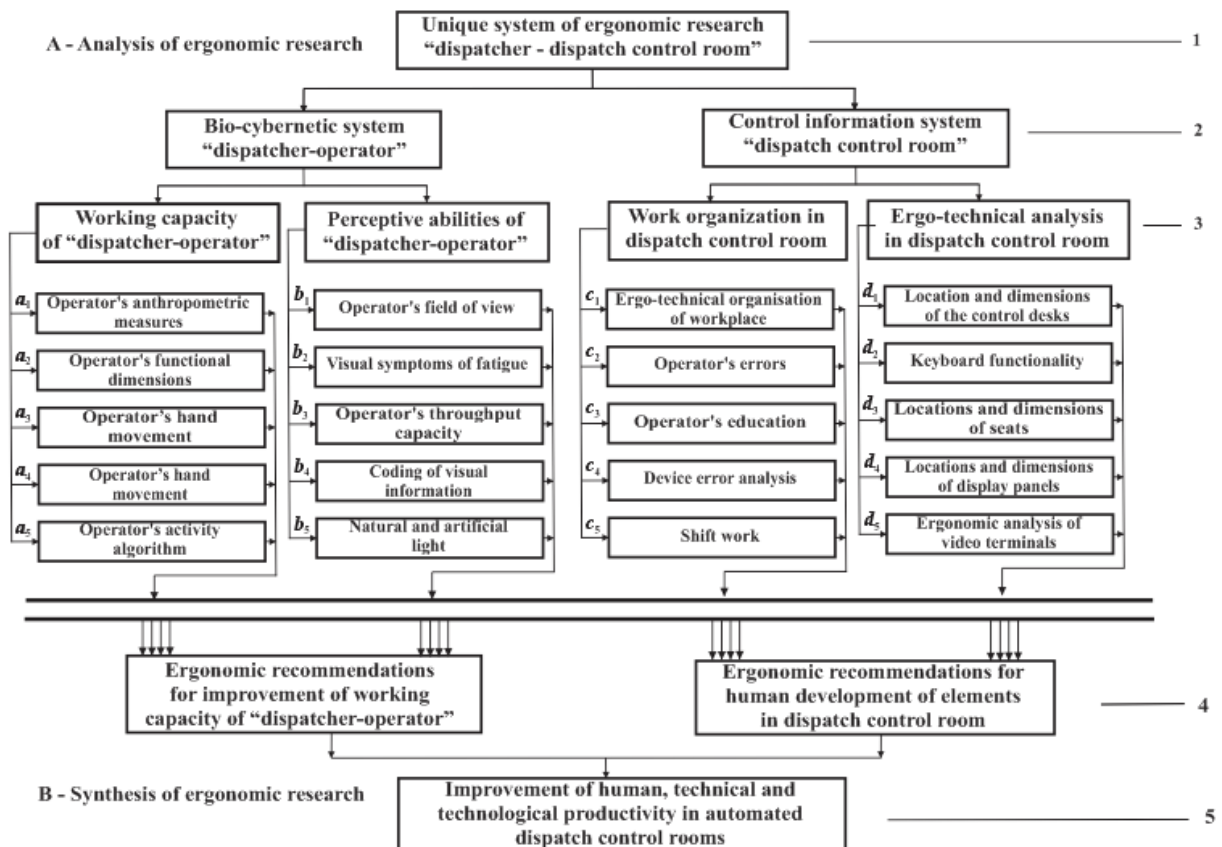 Unique system of ergonomic research
“dispatcher - dispatch control room”
A - Analysis of ergonomic research
1
Bio-cybernetic system
“dispatcher-operator”
Control information system
“dispatch control room”
2
Working capacity
of “dispatcher-operator”
Perceptive abilities of
“dispatcher-operator”
Work organization in
dispatch control room
Ergo-technical analysis
in dispatch control room
3
a1
Operator's anthropometric
measures
a2
Operator's functional
dimensions
a3
Operator’s hand
movement
a4
Operator’s hand
movement
a5
Operator's activity
algorithm
b1
Operator's field of view
b2
Visual symptoms of fatigue
b3
Operator's throughput
capacity
b4
Coding of visual
information
b5
Natural and artificial
light
c1
Ergo-technical organisation
of workplace
c2
Operator's errors
c3
Operator's education
c4
Device error analysis
c5
Shift work
d1
Location and dimensions
of the control desks
d2
Keyboard functionality
d3
Locations and dimensions
of seats
d4
Locations and dimensions
of display panels
d5
Ergonomic analysis of
video terminals
Ergonomic recommendations
for improvement of working
capacity of “dispatcher-operator”
Ergonomic recommendations for
human development of elements
in dispatch control room
4
B - Synthesis of ergonomic research
Improvement of human, technical and
technological productivity in automated
dispatch control rooms
5